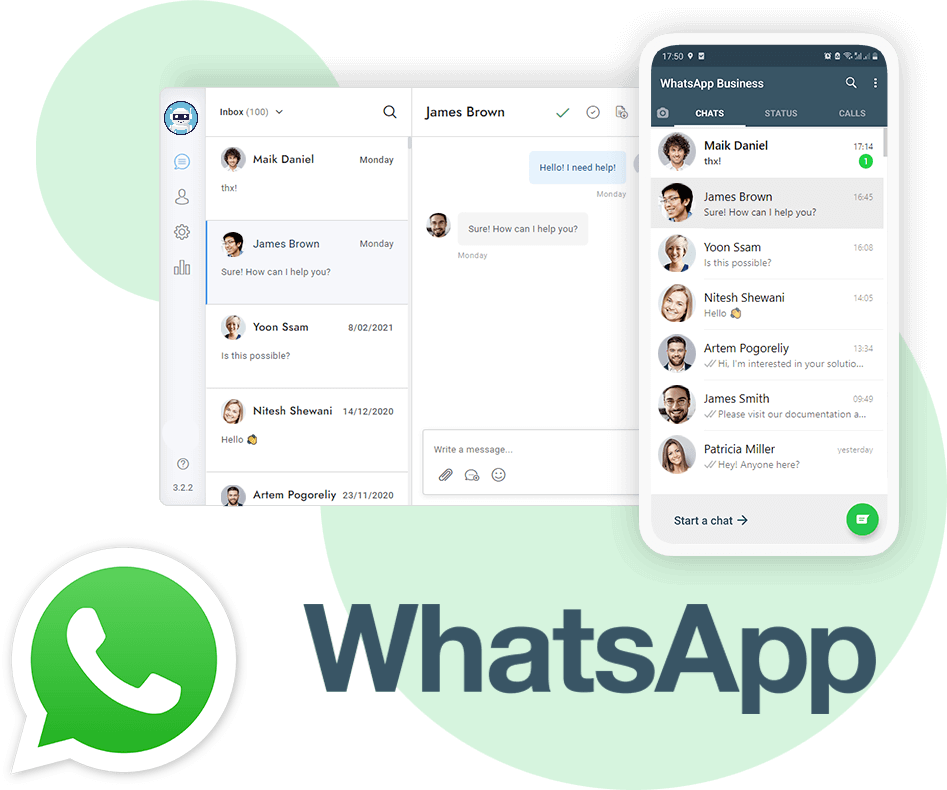 Inbox (100)
Maik Daniel Monday
thx!
James Brown Monday
Sure! How can I help you?
Yoon Ssam 8/02/2021
Is this possible?
Nitesh Shewani 14/12/2020
Hello 👋
Artem Pogoreliy 23/11/2020
3.2.2
James Brown
Hello! I need help!
Monday
Sure! How can I help you?
Monday
Write a message...
17:50
WhatsApp Business
CHATS STATUS CALLS
Maik Daniel 17:14
thx! 1
James Brown 16:45
Sure! How can I help you?
Yoon Ssam 16:08
Is this possible?
Nitesh Shewani 14:05
Hello 👋
Artem Pogoreliy 13:34
Hi, I'm interested in your solutio...
James Smith 09:49
Please visit our documentation a...
Patricia Miller yesterday
Hey! Anyone here?
Start a chat →
WhatsApp